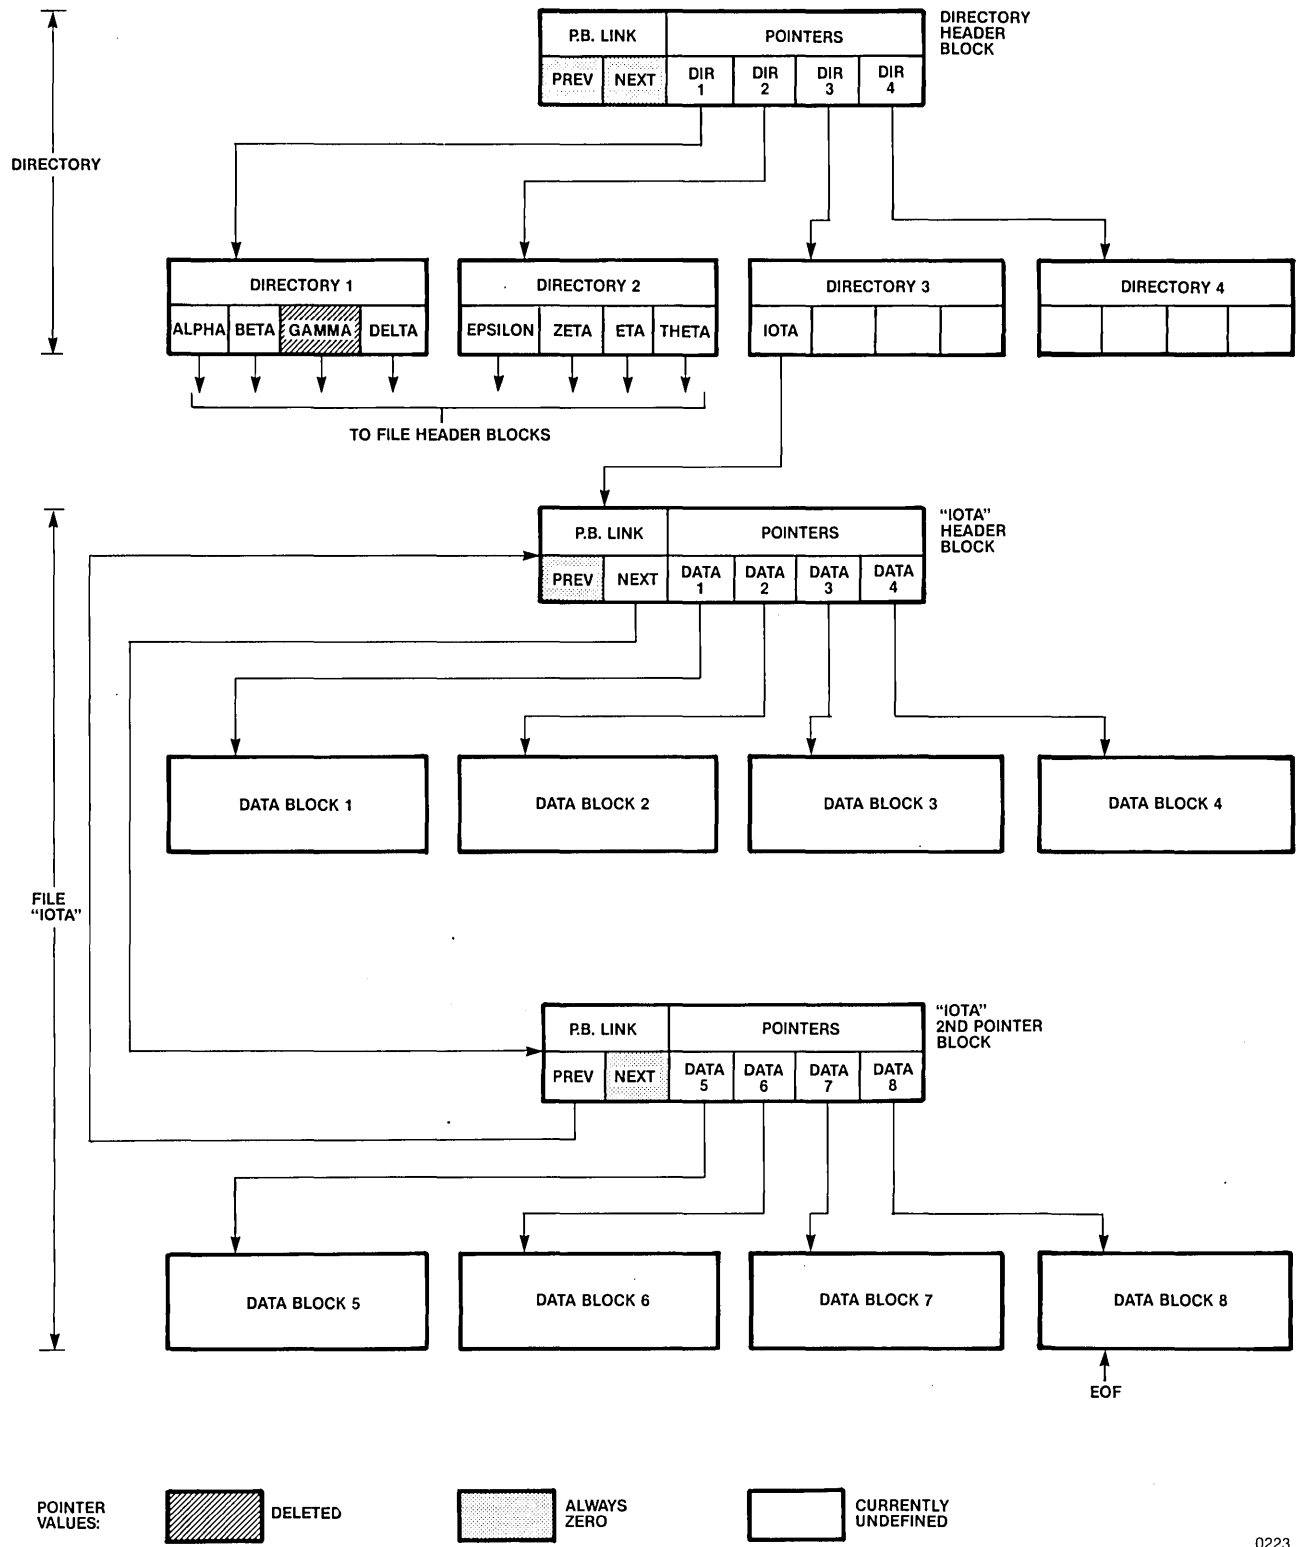 DIRECTORY
HEADER
BLOCK
P.B. LINK
POINTERS
PREV
NEXT
DIR
1
DIR
2
DIR
3
DIR
4
DIRECTORY
DIRECTORY 1
ALPHA
BETA
GAMMA
DELTA
DIRECTORY 2
EPSILON
ZETA
ETA
THETA
DIRECTORY 3
IOTA
DIRECTORY 4
TO FILE HEADER BLOCKS
"IOTA"
HEADER
BLOCK
P.B. LINK
POINTERS
PREV
NEXT
DATA
1
DATA
2
DATA
3
DATA
4
DATA BLOCK 1
DATA BLOCK 2
DATA BLOCK 3
DATA BLOCK 4
FILE
"IOTA"
"IOTA"
2ND POINTER
BLOCK
P.B. LINK
POINTERS
PREV
NEXT
DATA
5
DATA
6
DATA
7
DATA
8
DATA BLOCK 5
DATA BLOCK 6
DATA BLOCK 7
DATA BLOCK 8
EOF
POINTER
VALUES:
DELETED
ALWAYS
ZERO
CURRENTLY
UNDEFINED
0223